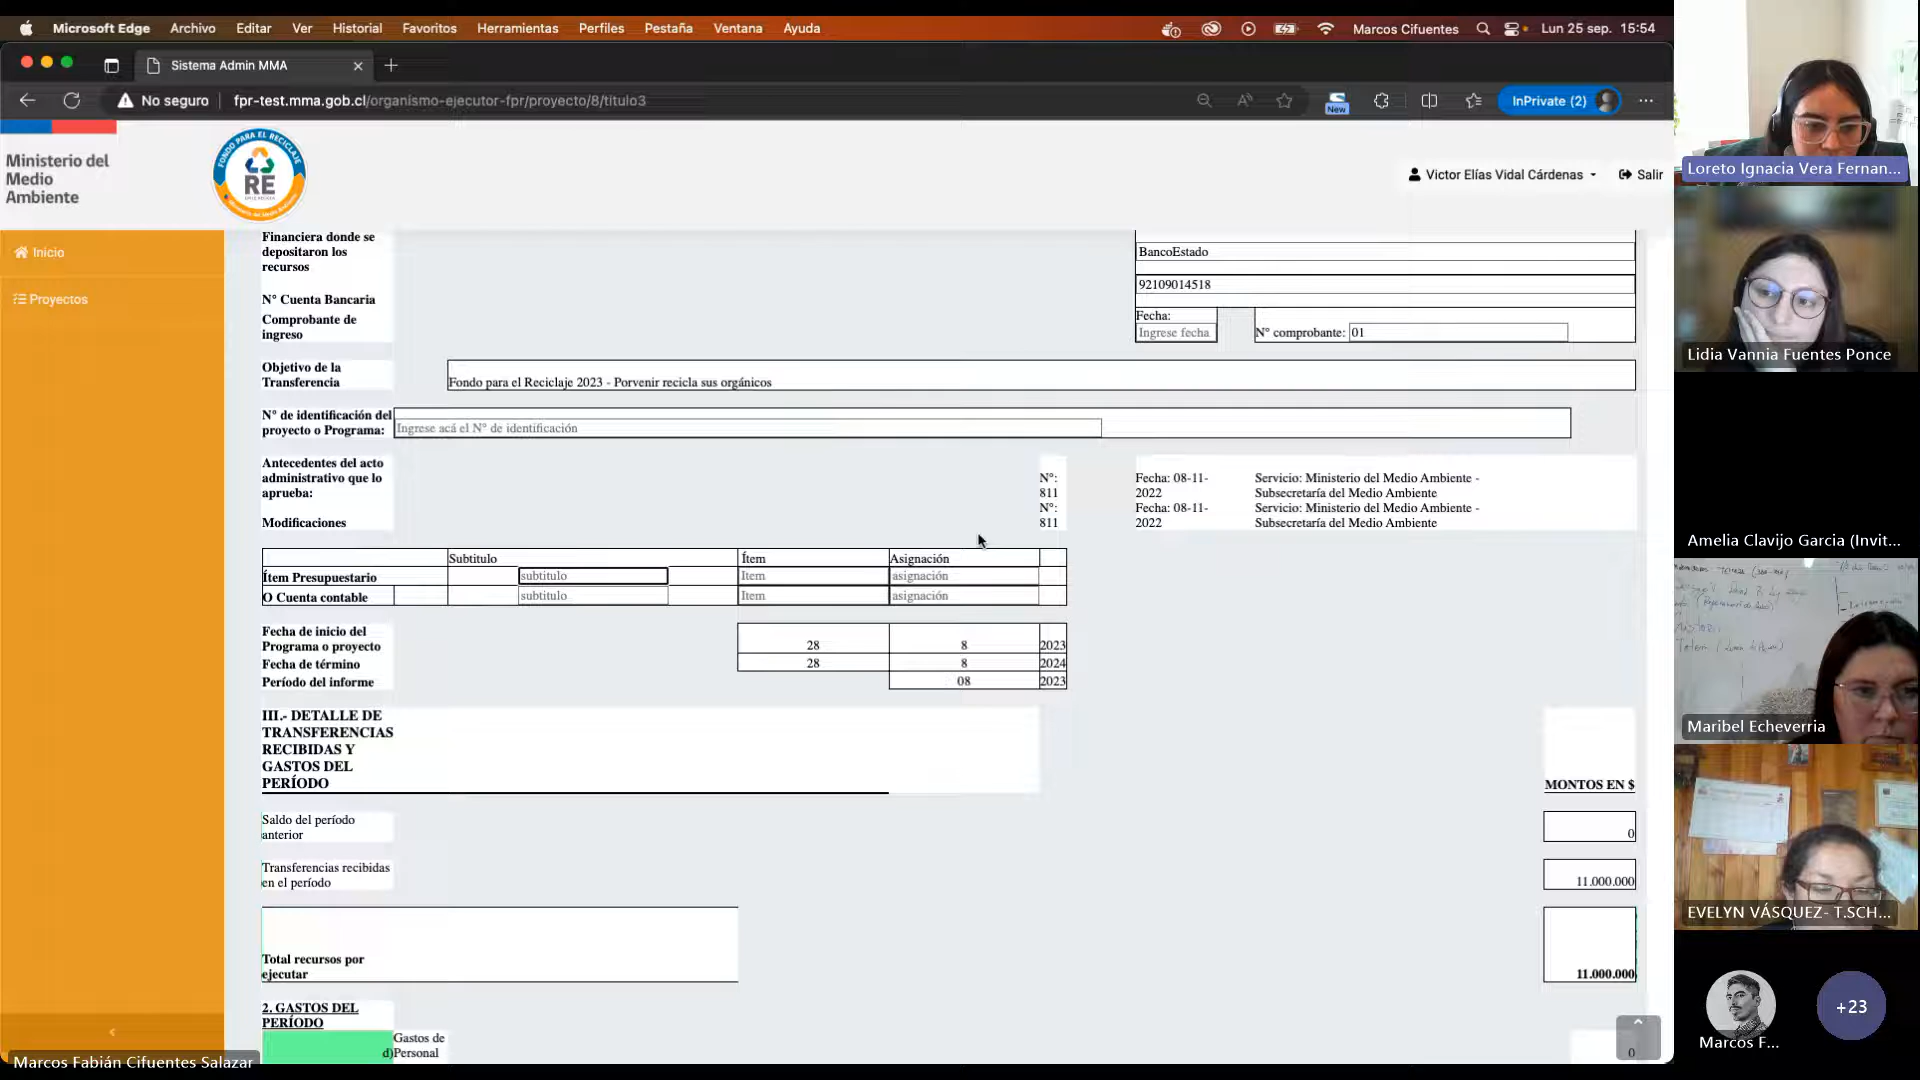 Microsoft Edge Archivo Editar Ver Historial Favoritos Herramientas Perfiles Pestaña Ventana Ayuda Marcos Cifuentes Lun 25 sep. 15:54
Sistema Admin MMA
No seguro fpr-test.mma.gob.cl/organismo-ejecutor-fpr/proyecto/8/titulo3 New InPrivate (2)
Ministerio del
Medio
Ambiente
FONDO PARA EL RECICLAJE
RE
Victor Elías Vidal Cárdenas Salir
Inicio
Proyectos
Financiera donde se
depositaron los
recursos
BancoEstado
N° Cuenta Bancaria
92109014518
Comprobante de
ingreso
Fecha:
Ingrese fecha
N° comprobante: 01
Objetivo de la
Transferencia
Fondo para el Reciclaje 2023 - Porvenir recicla sus orgánicos
N° de identificación del
proyecto o Programa:
Ingrese acá el N° de identificación
Antecedentes del acto
administrativo que lo
aprueba:
N°:
811
Fecha: 08-11-
2022
Servicio: Ministerio del Medio Ambiente -
Subsecretaría del Medio Ambiente
Modificaciones
N°:
811
Fecha: 08-11-
2022
Servicio: Ministerio del Medio Ambiente -
Subsecretaría del Medio Ambiente
Subtitulo Ítem Asignación
Ítem Presupuestario subtitulo Item asignación
O Cuenta contable subtitulo Item asignación
Fecha de inicio del
Programa o proyecto 28 8 2023
Fecha de término 28 8 2024
Período del informe 08 2023
III.- DETALLE DE
TRANSFERENCIAS
RECIBIDAS Y
GASTOS DEL
PERÍODO
MONTOS EN $
Saldo del período
anterior
0
Transferencias recibidas
en el período
11.000.000
Total recursos por
ejecutar
11.000.000
2. GASTOS DEL
PERÍODO
Gastos de
d)Personal
0
Marcos Fabián Cifuentes Salazar
Loreto Ignacia Vera Fernan...
Lidia Vannia Fuentes Ponce
Amelia Clavijo Garcia (Invit...
Maribel Echeverria
EVELYN VÁSQUEZ- T.SCH...
Marcos F...
+23